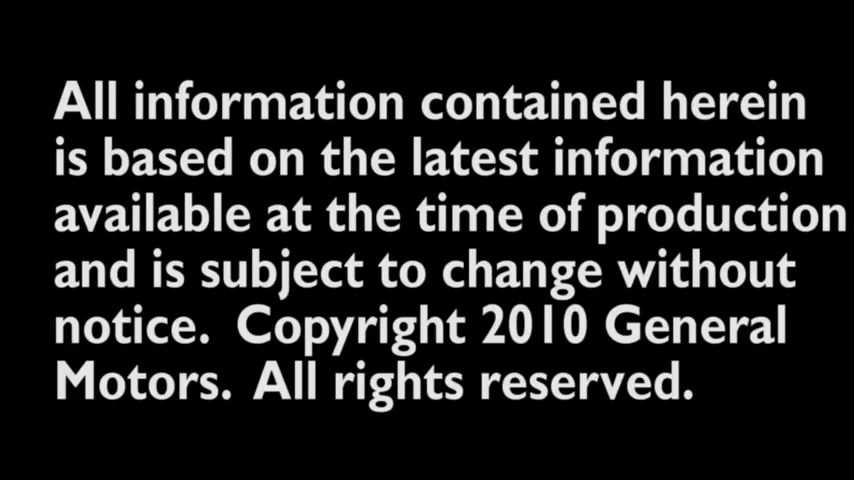 All information contained herein
is based on the latest information
available at the time of production
and is subject to change without
notice.  Copyright 2010 General
Motors.  All rights reserved.